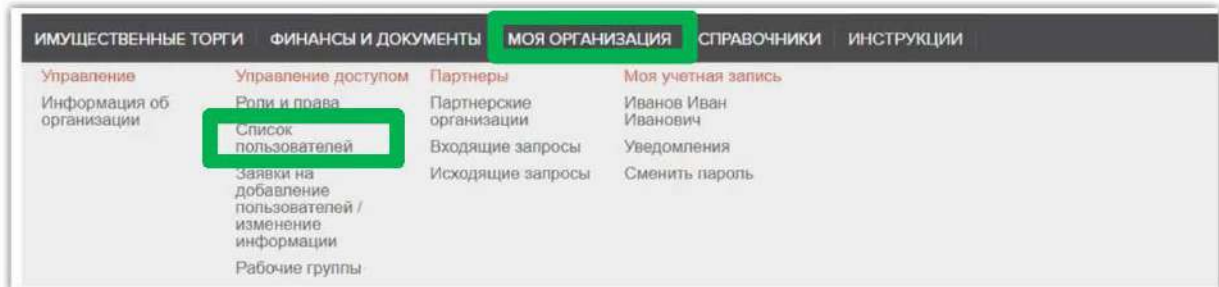 ИМУЩЕСТВЕННЫЕ ТОРГИ ФИНАНСЫ И ДОКУМЕНТЫ МОЯ ОРГАНИЗАЦИЯ СПРАВОЧНИКИ ИНСТРУКЦИИ
Управление
Информация об
организации
Управление доступом
Роли и права
Список
пользователей
Заявки на
добавление
пользователей /
изменение
информации
Рабочие группы
Партнеры
Партнерские
организации
Входящие запросы
Исходящие запросы
Моя учетная запись
Иванов Иван
Иванович
Уведомления
Сменить пароль